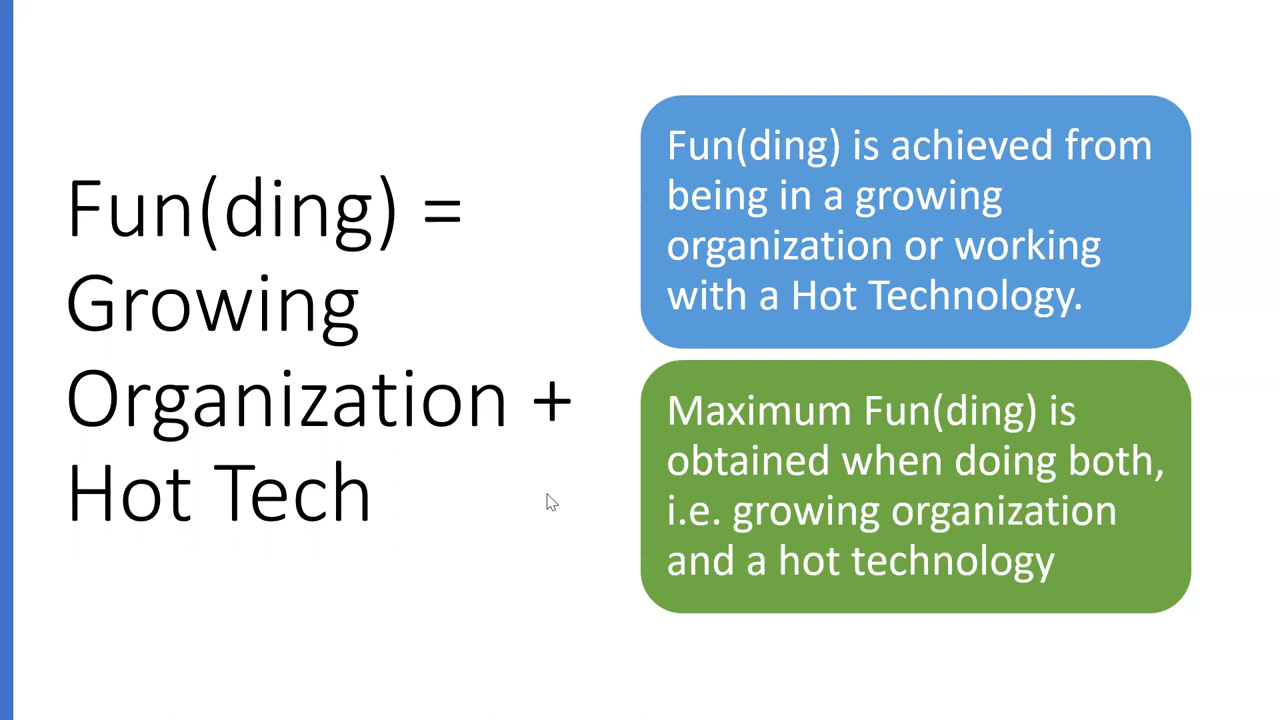 Fun(ding) =
Growing
Organization +
Hot Tech
Fun(ding) is achieved from
being in a growing
organization or working
with a Hot Technology.
Maximum Fun(ding) is
obtained when doing both,
i.e. growing organization
and a hot technology